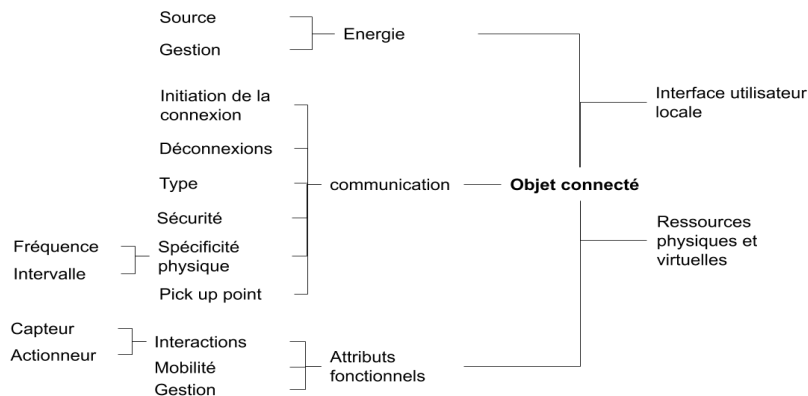 Source
Gestion
Energie
Initiation de la
connexion
Déconnexions
Type
Sécurité
Spécificité
physique
Pick up point
Fréquence
Intervalle
communication
Objet connecté
Interface utilisateur
locale
Ressources
physiques et
virtuelles
Capteur
Actionneur
Interactions
Mobilité
Gestion
Attributs
fonctionnels